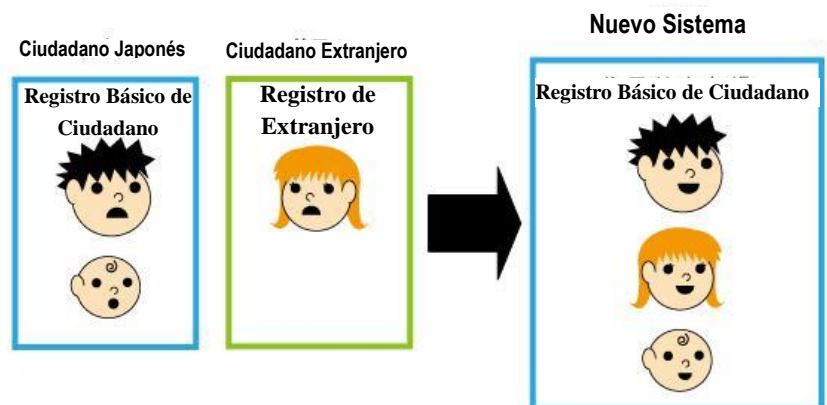 Ciudadano Japonés
Registro Básico de
Ciudadano
Ciudadano Extranjero
Registro de
Extranjero
Nuevo Sistema
Registro Básico de Ciudadano